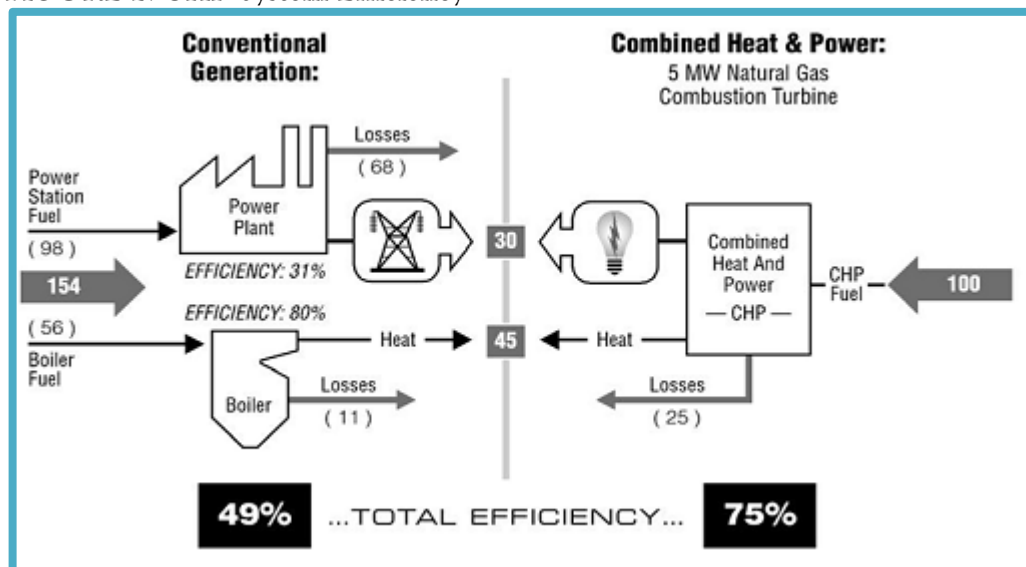 Conventional
Generation:
Combined Heat & Power:
5 MW Natural Gas
Combustion Turbine
Losses
( 68 )
Power
Station
Fuel
( 98 )
Power
Plant
EFFICIENCY: 31%
154
30
Combined
Heat And
Power
— CHP —
CHP
Fuel
100
EFFICIENCY: 80%
( 56 )
Boiler
Fuel
Heat
45
Heat
Boiler
Losses
( 11 )
Losses
( 25 )
49% ...TOTAL EFFICIENCY... 75%